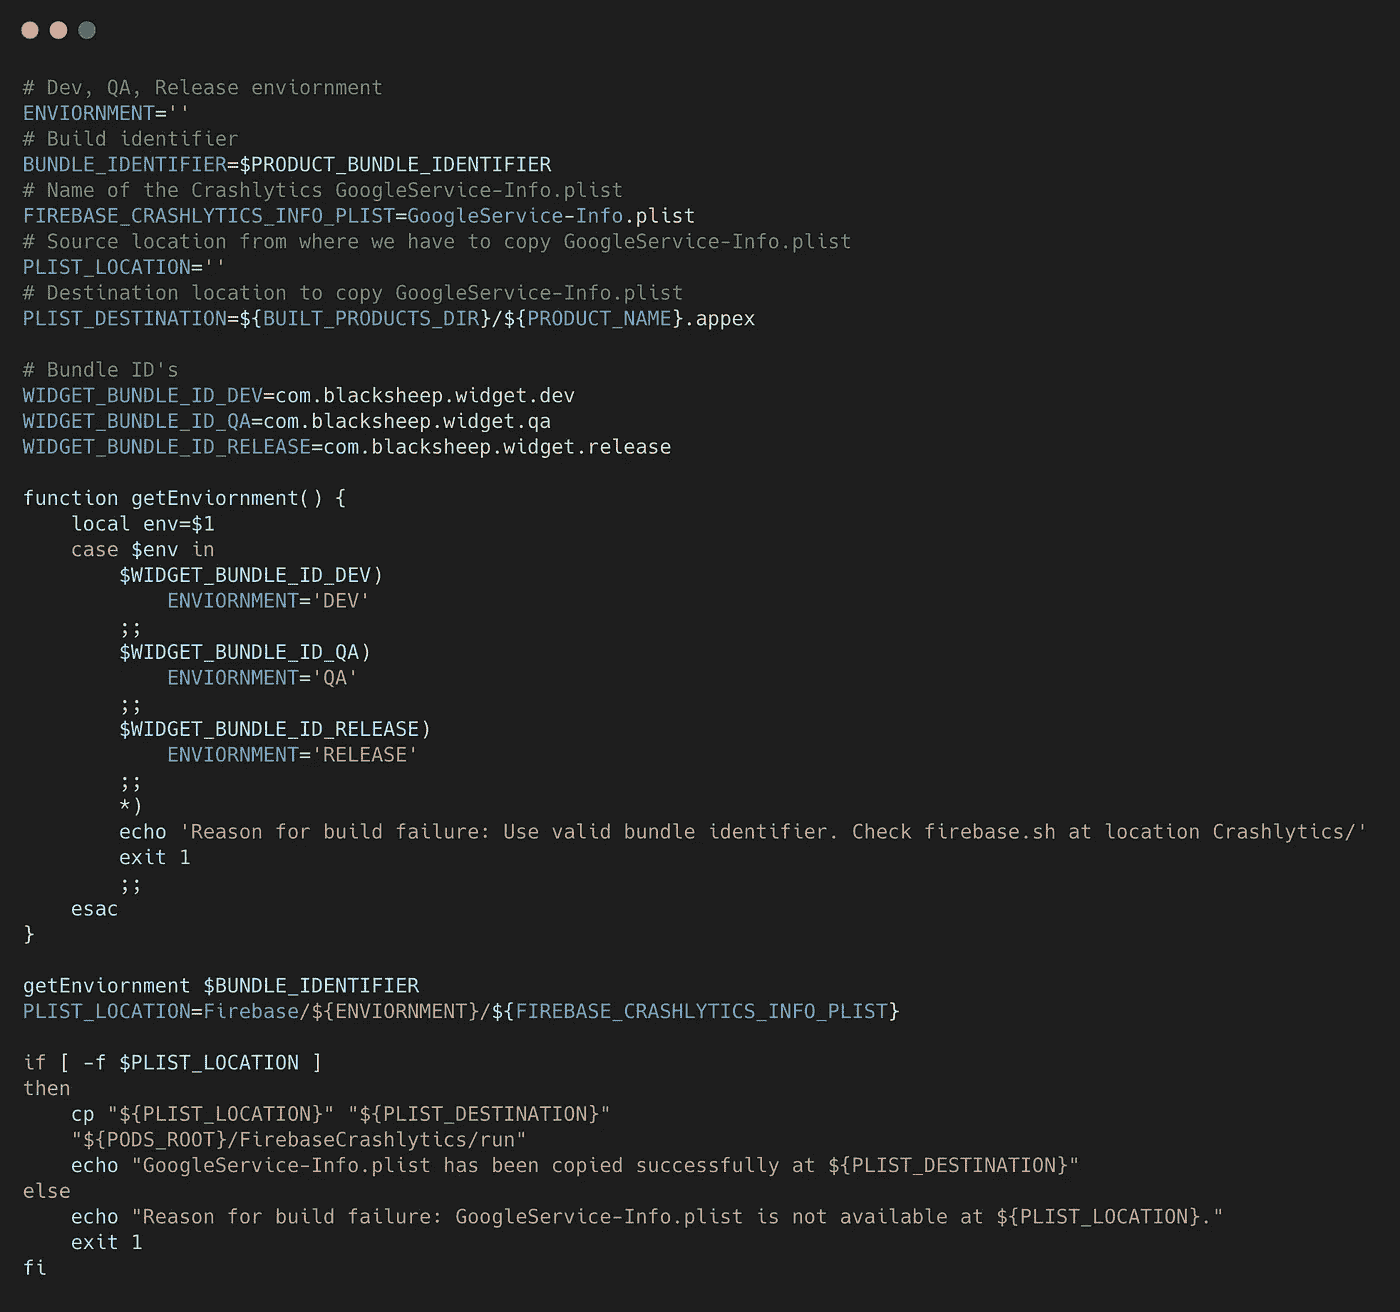 # Dev, QA, Release enviornment
ENVIORNMENT=''
# Build identifier
BUNDLE_IDENTIFIER=$PRODUCT_BUNDLE_IDENTIFIER
# Name of the Crashlytics GoogleService-Info.plist
FIREBASE_CRASHLYTICS_INFO_PLIST=GoogleService-Info.plist
# Source location from where we have to copy GoogleService-Info.plist
PLIST_LOCATION=''
# Destination location to copy GoogleService-Info.plist
PLIST_DESTINATION=${BUILT_PRODUCTS_DIR}/${PRODUCT_NAME}.appex

# Bundle ID's
WIDGET_BUNDLE_ID_DEV=com.blacksheep.widget.dev
WIDGET_BUNDLE_ID_QA=com.blacksheep.widget.qa
WIDGET_BUNDLE_ID_RELEASE=com.blacksheep.widget.release

function getEnviornment() {
    local env=$1
    case $env in
        $WIDGET_BUNDLE_ID_DEV)
            ENVIORNMENT='DEV'
        ;;
        $WIDGET_BUNDLE_ID_QA)
            ENVIORNMENT='QA'
        ;;
        $WIDGET_BUNDLE_ID_RELEASE)
            ENVIORNMENT='RELEASE'
        ;;
        *)
        echo 'Reason for build failure: Use valid bundle identifier. Check firebase.sh at location Crashlytics/'
        exit 1
        ;;
    esac
}

getEnviornment $BUNDLE_IDENTIFIER
PLIST_LOCATION=Firebase/${ENVIORNMENT}/${FIREBASE_CRASHLYTICS_INFO_PLIST}

if [ -f $PLIST_LOCATION ]
then
    cp "${PLIST_LOCATION}" "${PLIST_DESTINATION}"
    "${PODS_ROOT}/FirebaseCrashlytics/run"
    echo "GoogleService-Info.plist has been copied successfully at ${PLIST_DESTINATION}"
else
    echo "Reason for build failure: GoogleService-Info.plist is not available at ${PLIST_LOCATION}."
    exit 1
fi